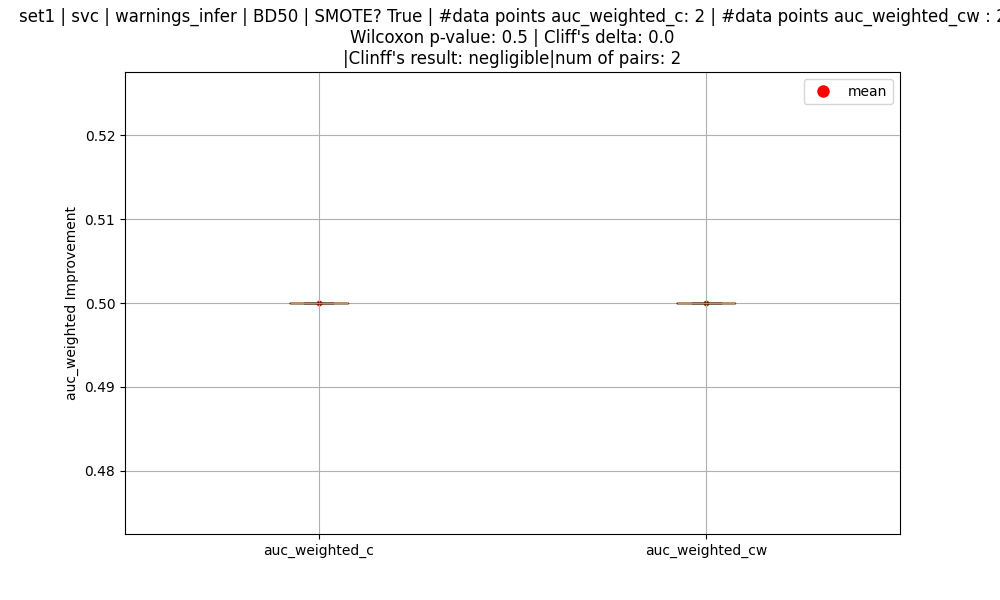 set1 | svc | warnings_infer | BD50 | SMOTE? True | #data points auc_weighted_c: 2 | #data points auc_weighted_cw : 2
Wilcoxon p-value: 0.5 | Cliff's delta: 0.0
|Clinff's result: negligible|num of pairs: 2
mean
0.52
0.51
0.50
0.49
0.48
auc_weighted Improvement
auc_weighted_c
auc_weighted_cw